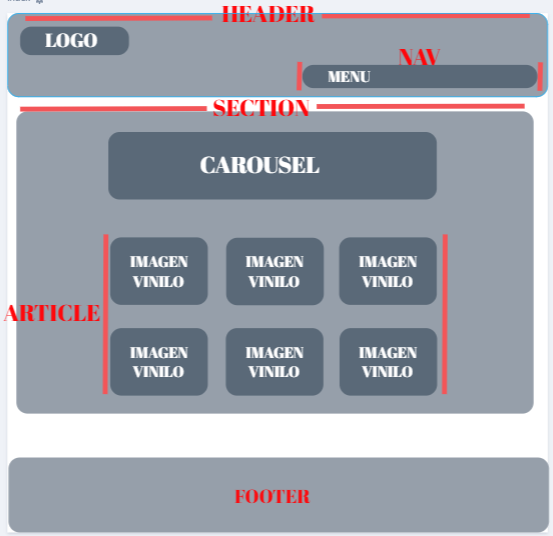 HEADER
LOGO
NAV
MENU
SECTION
CAROUSEL
IMAGEN
VINILO
IMAGEN
VINILO
IMAGEN
VINILO
ARTICLE
IMAGEN
VINILO
IMAGEN
VINILO
IMAGEN
VINILO
FOOTER